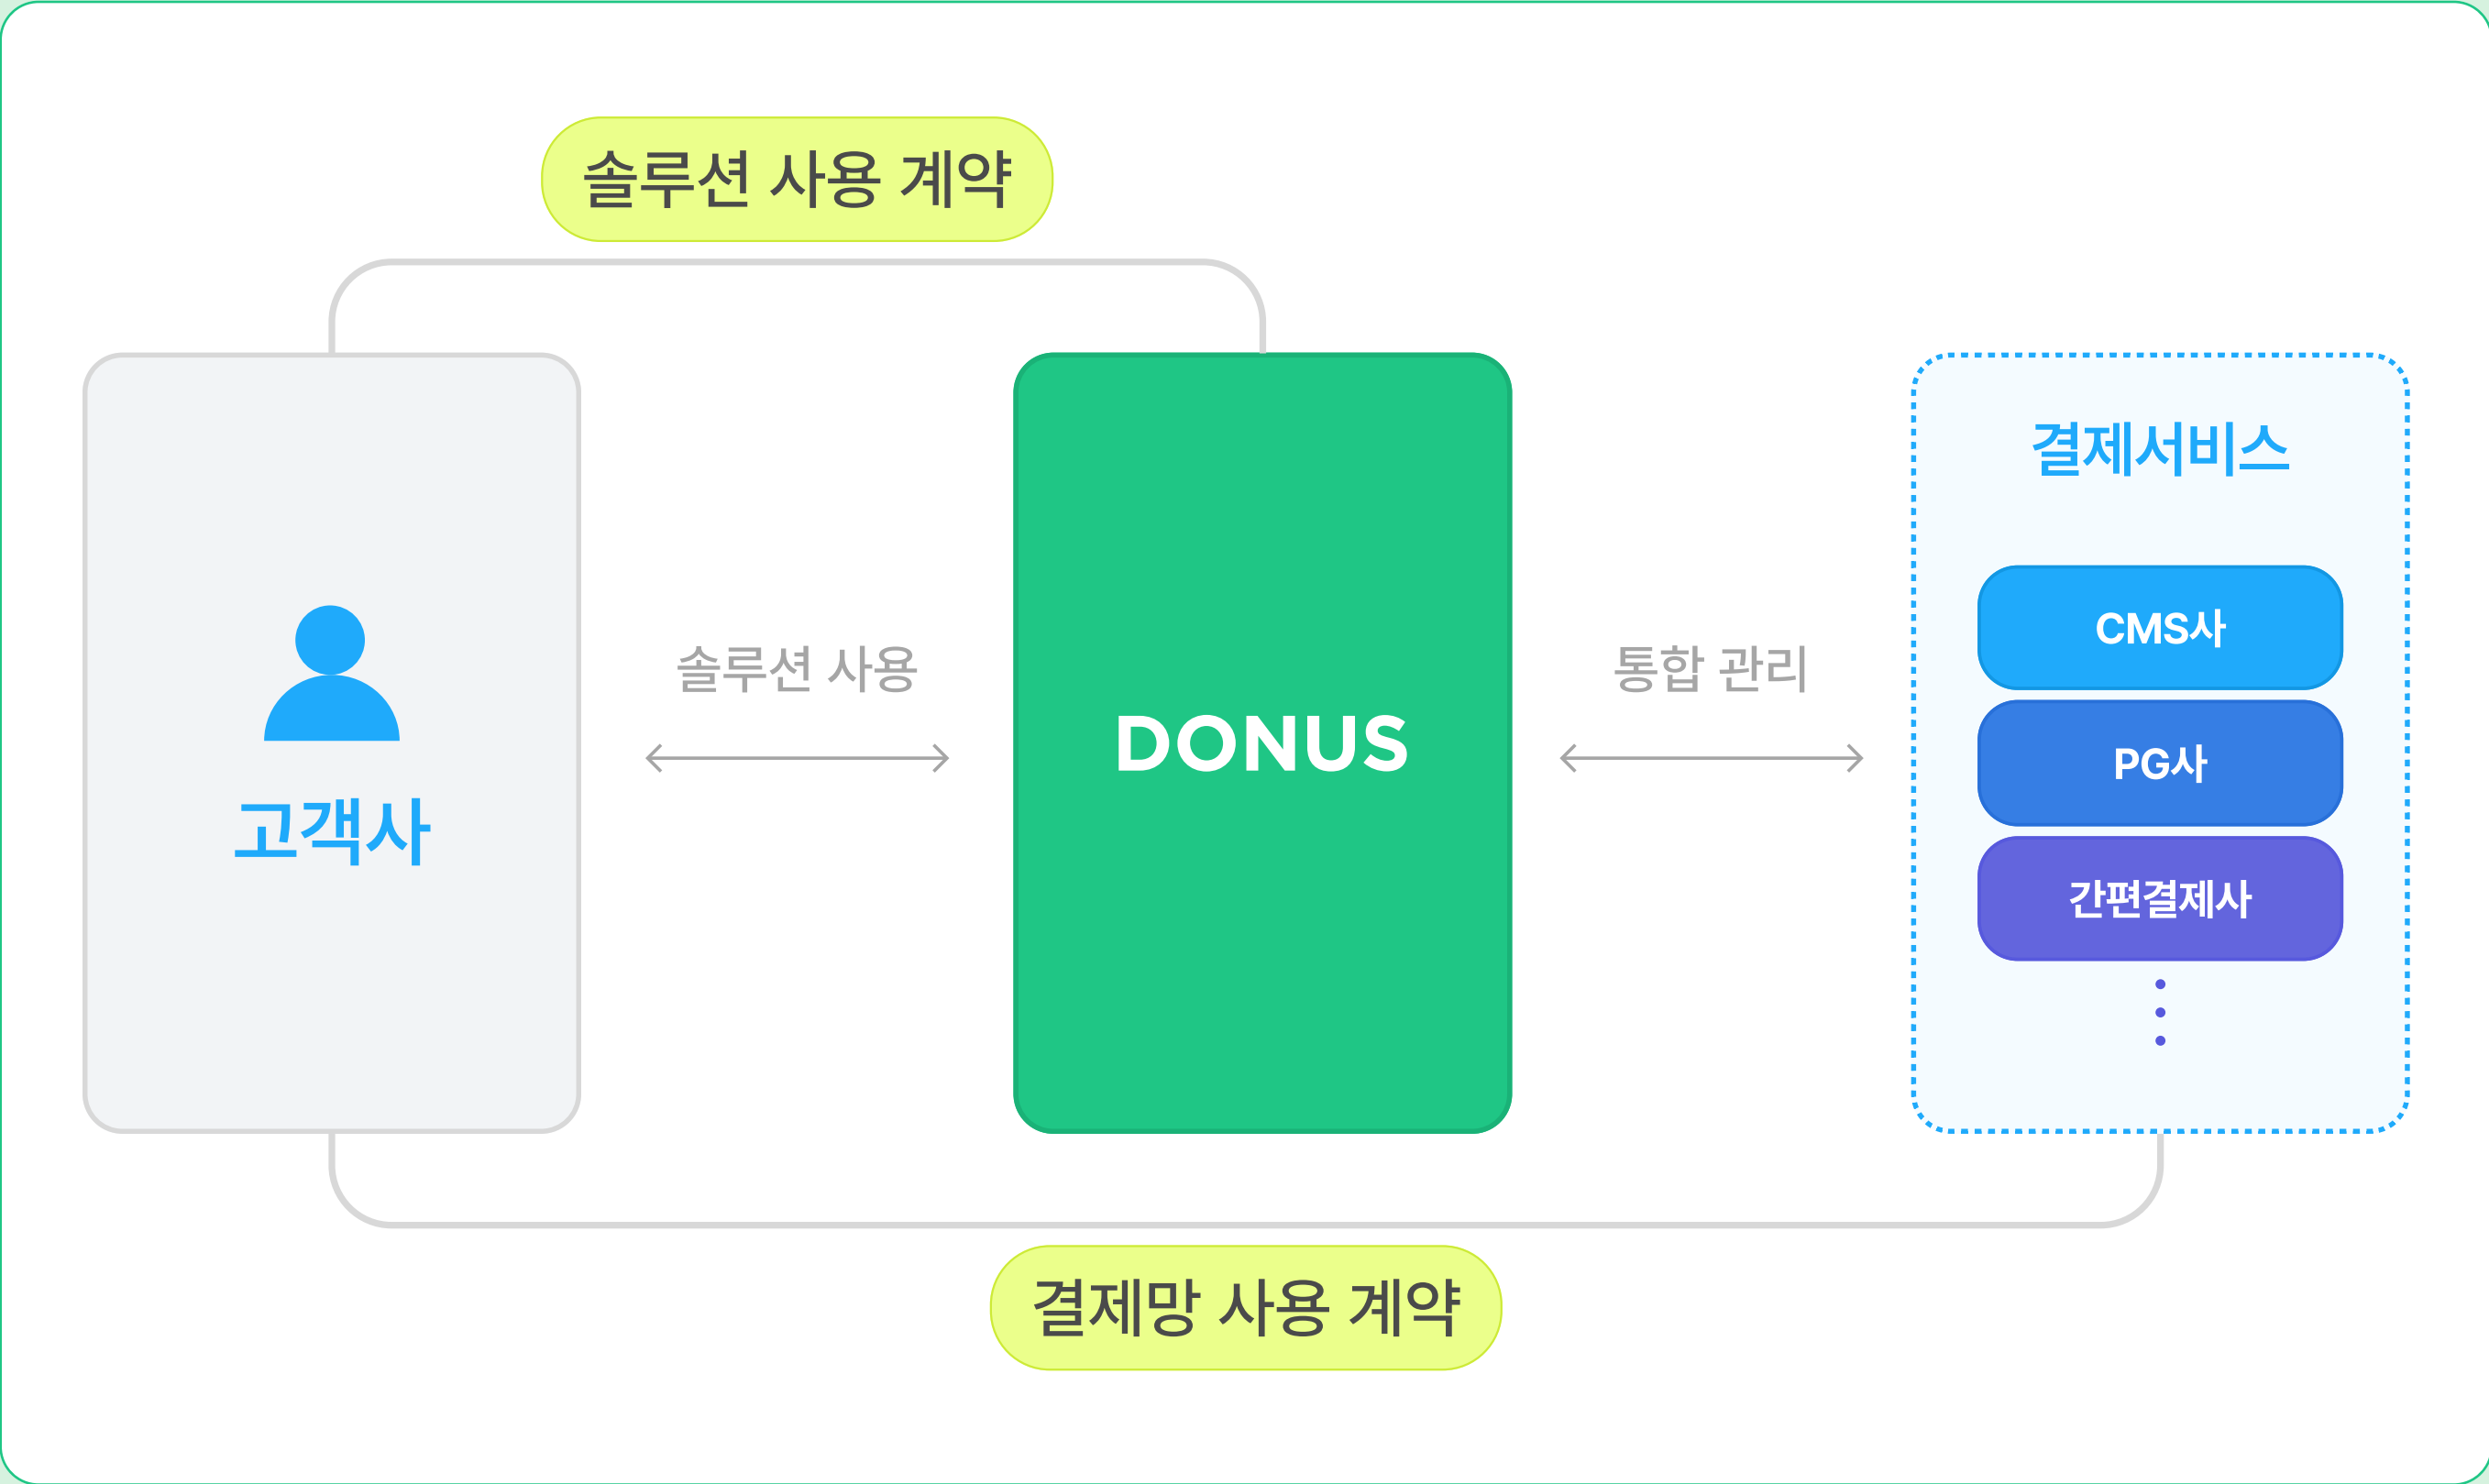 솔루션 사용 계약
고객사
솔루션 사용
DONUS
통합 관리
결제서비스
CMS사
PG사
간편결제사
결제망 사용 계약